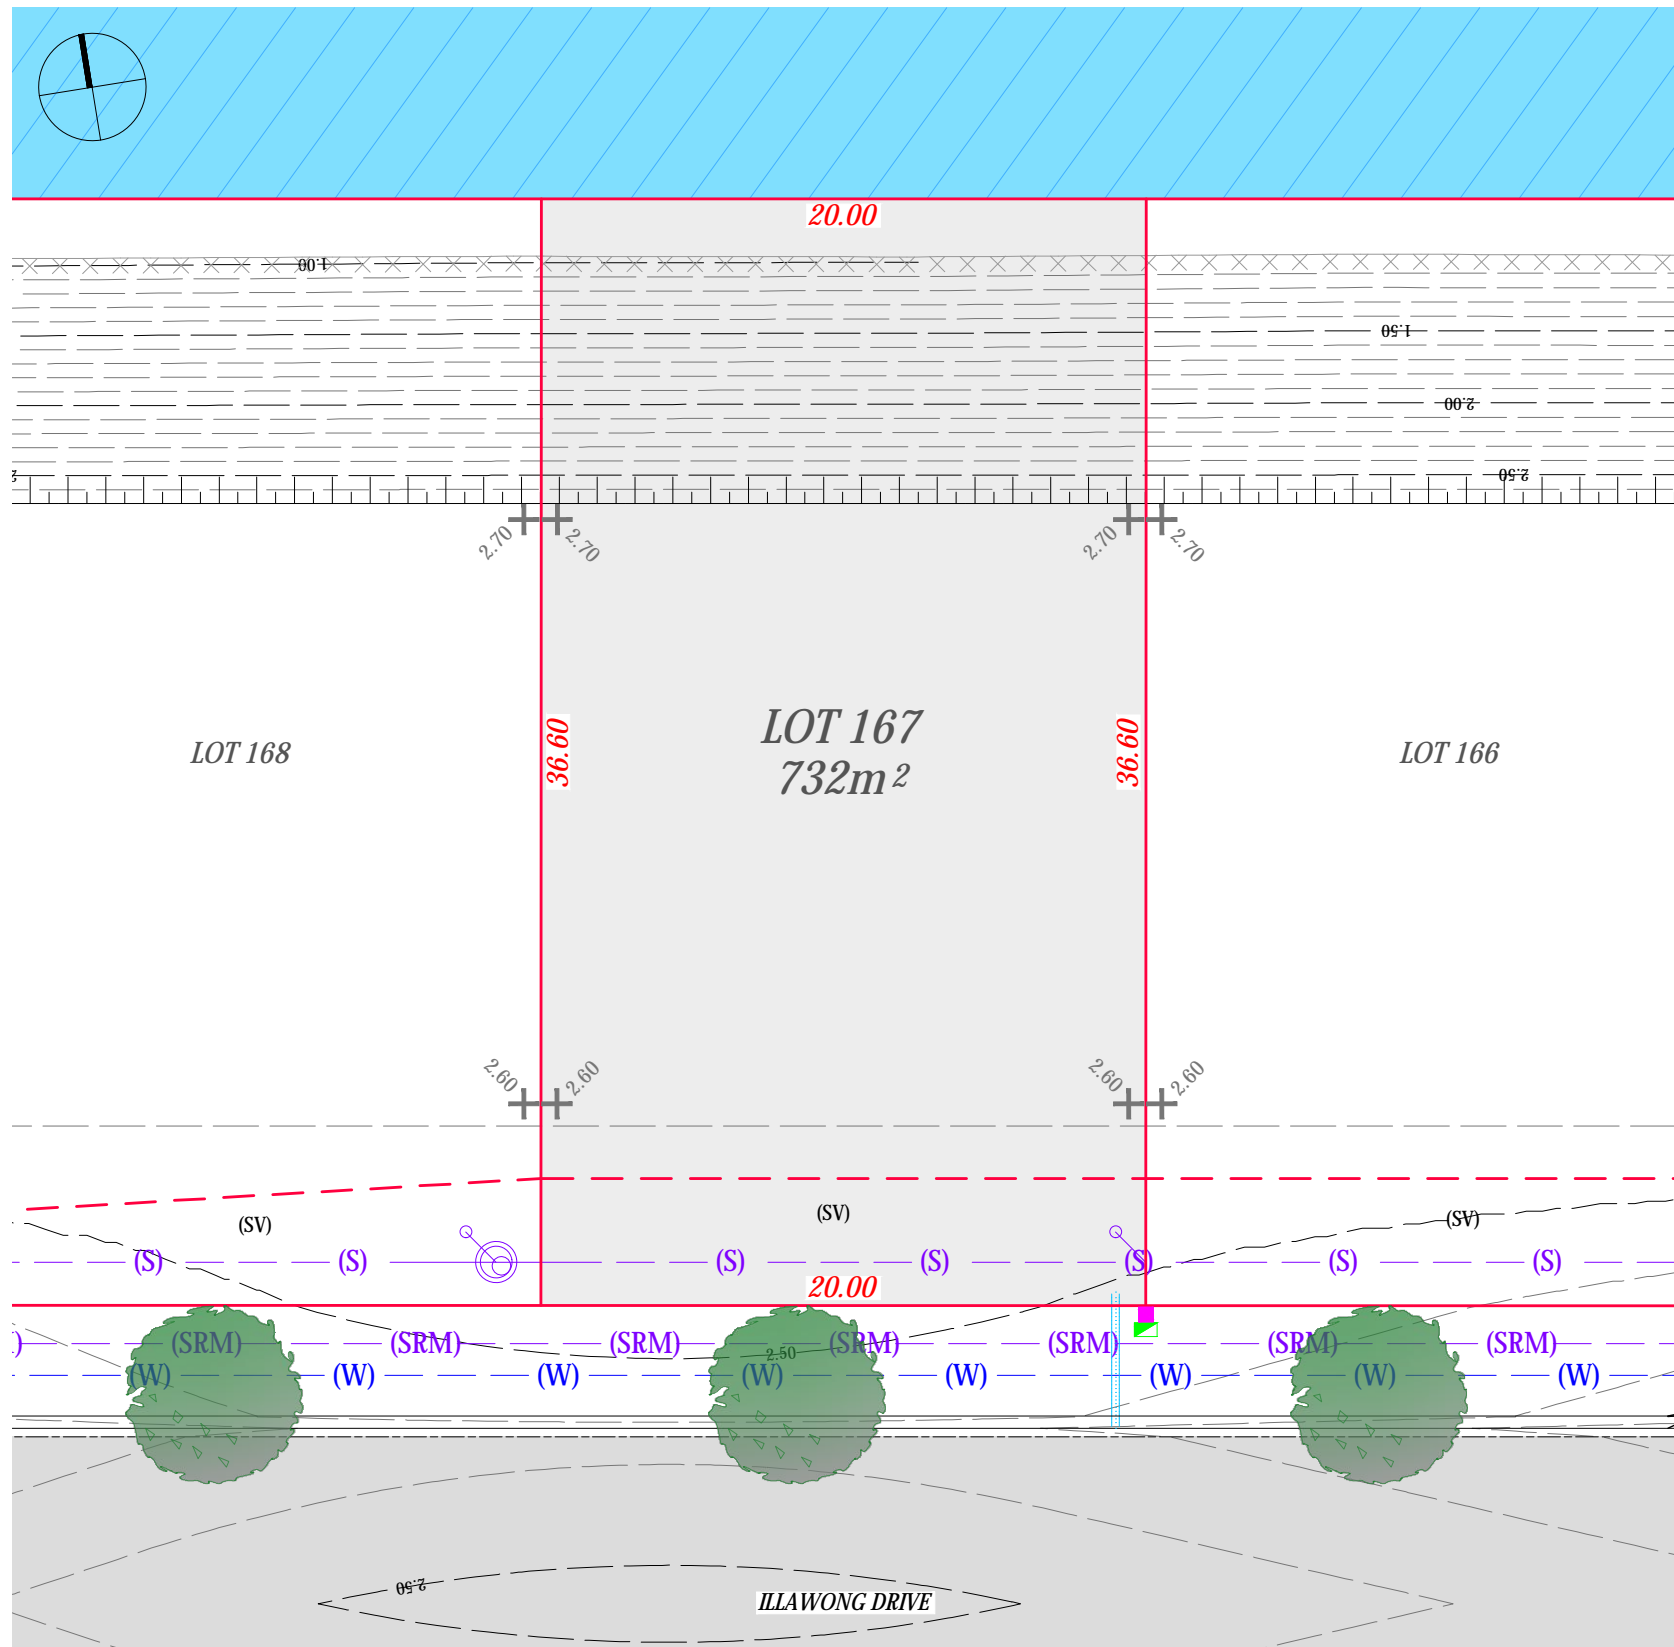 20.00
1.00
1.50
2.00
2.50
2.70
2.70
2.70
2.70
LOT 167
732m²
36.60
36.60
LOT 168
LOT 166
2.60
2.60
2.60
2.60
(SV)
(SV)
(SV)
(S)
(S)
(S)
(S)
(S)
(S)
(S)
20.00
(SRM)
(SRM)
(SRM)
(SRM)
(SRM)
(SRM)
(SRM)
2.50
(W)
(W)
(W)
(W)
(W)
(W)
(W)
(W)
2.50
ILLAWONG DRIVE